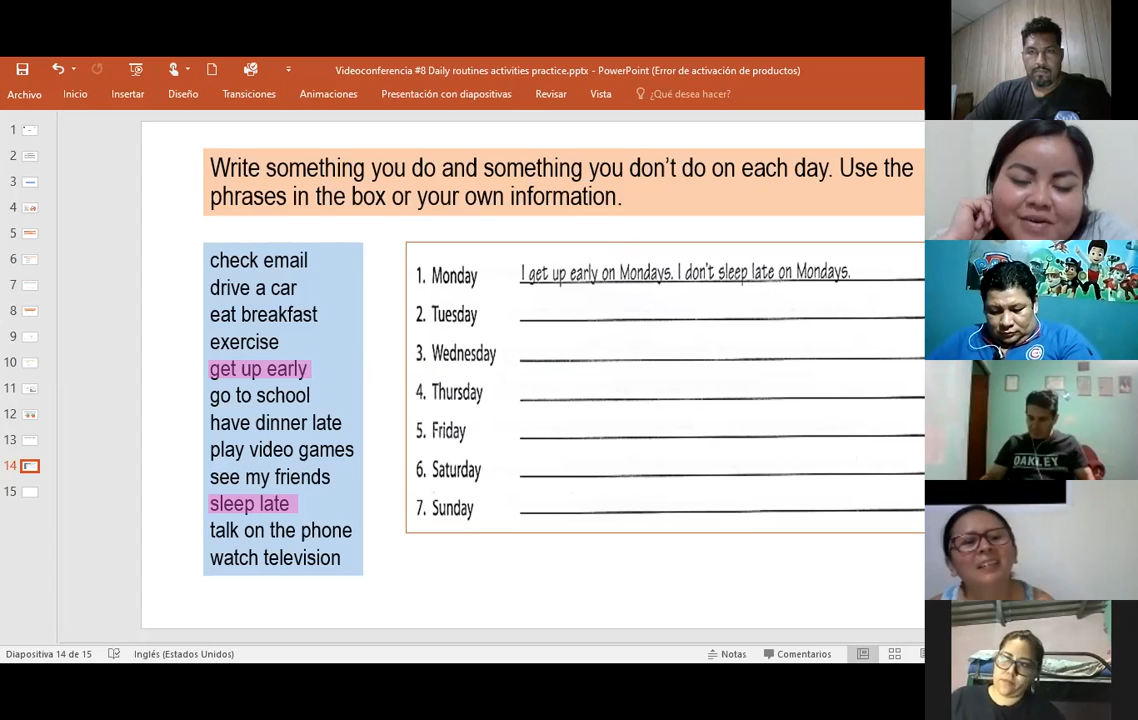 Videoconferencia #8 Daily routines activities practice.pptx - PowerPoint (Error de activación de productos)
Archivo Inicio Insertar Diseño Transiciones Animaciones Presentación con diapositivas Revisar Vista ¿Qué desea hacer?
1
2
3
4
5
6
7
8
9
10
11
12
13
14
15
Write something you do and something you don't do on each day. Use the
phrases in the box or your own information.
check email
drive a car
eat breakfast
exercise
get up early
go to school
have dinner late
play video games
see my friends
sleep late
talk on the phone
watch television
1. Monday I get up early on Mondays. I don't sleep late on Mondays.
2. Tuesday
3. Wednesday
4. Thursday
5. Friday
6. Saturday
7. Sunday
OAKLEY
Diapositiva 14 de 15 Inglés (Estados Unidos) Notas Comentarios